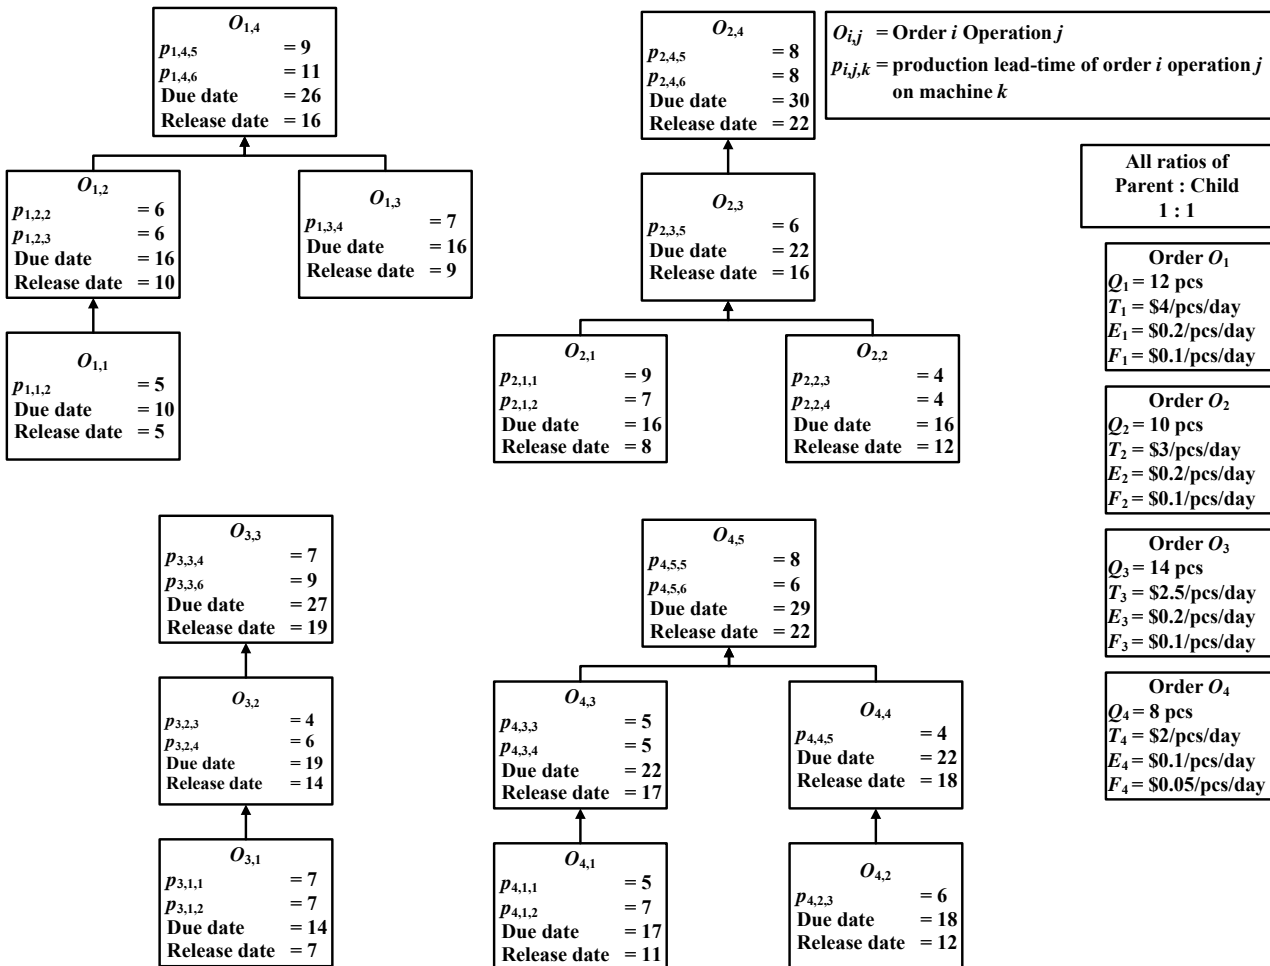 O1,4
p1,4,5 = 9
p1,4,6 = 11
Due date = 26
Release date = 16
O2,4
p2,4,5 = 8
p2,4,6 = 8
Due date = 30
Release date = 22
Oi,j = Order i Operation j
pi,j,k = production lead-time of order i operation j
on machine k
All ratios of
Parent : Child
1 : 1
O1,2
p1,2,2 = 6
p1,2,3 = 6
Due date = 16
Release date = 10
O1,3
p1,3,4 = 7
Due date = 16
Release date = 9
O2,3
p2,3,5 = 6
Due date = 22
Release date = 16
Order O1
Q1 = 12 pcs
T1 = $4/pcs/day
E1 = $0.2/pcs/day
F1 = $0.1/pcs/day
O1,1
p1,1,2 = 5
Due date = 10
Release date = 5
O2,1
p2,1,1 = 9
p2,1,2 = 7
Due date = 16
Release date = 8
O2,2
p2,2,3 = 4
p2,2,4 = 4
Due date = 16
Release date = 12
Order O2
Q2 = 10 pcs
T2 = $3/pcs/day
E2 = $0.2/pcs/day
F2 = $0.1/pcs/day
O3,3
p3,3,4 = 7
p3,3,6 = 9
Due date = 27
Release date = 19
O4,5
p4,5,5 = 8
p4,5,6 = 6
Due date = 29
Release date = 22
Order O3
Q3 = 14 pcs
T3 = $2.5/pcs/day
E3 = $0.2/pcs/day
F3 = $0.1/pcs/day
O3,2
p3,2,3 = 4
p3,2,4 = 6
Due date = 19
Release date = 14
O4,3
p4,3,3 = 5
p4,3,4 = 5
Due date = 22
Release date = 17
O4,4
p4,4,5 = 4
Due date = 22
Release date = 18
Order O4
Q4 = 8 pcs
T4 = $2/pcs/day
E4 = $0.1/pcs/day
F4 = $0.05/pcs/day
O3,1
p3,1,1 = 7
p3,1,2 = 7
Due date = 14
Release date = 7
O4,1
p4,1,1 = 5
p4,1,2 = 7
Due date = 17
Release date = 11
O4,2
p4,2,3 = 6
Due date = 18
Release date = 12